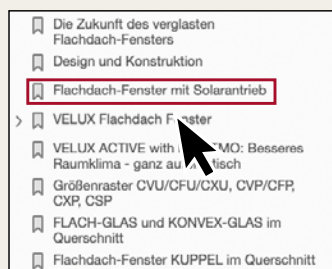 Die Zukunft des verglasten
Flachdach-Fensters
Design und Konstruktion
Flachdach-Fenster mit Solarantrieb
VELUX Flachdach Fenster
VELUX ACTIVE with Besseres
Raumklima - ganz
Größenraster CVU/CFU/CXU, CVP/CFP,
CXP, CSP
FLACH-GLAS und KONVEX-GLAS im
Querschnitt
Flachdach-Fenster KUPPEL im Querschnitt